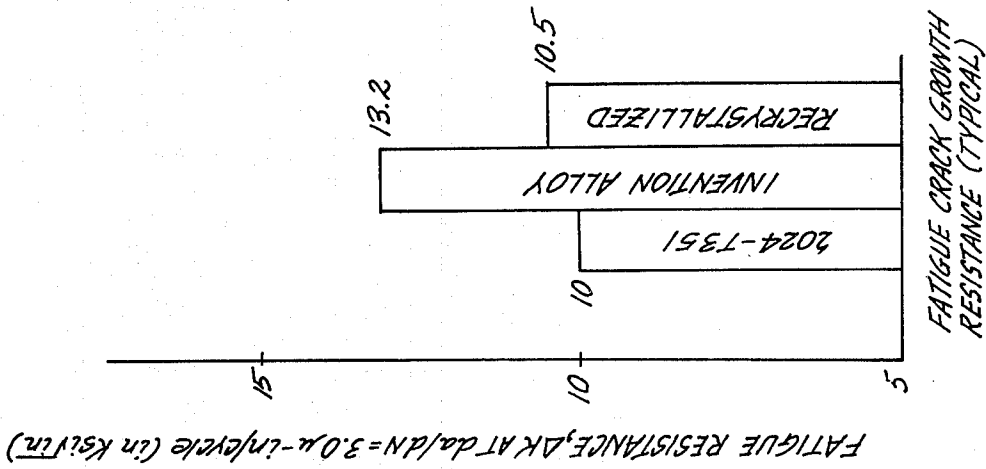 FATIGUE RESISTANCE, ΔK AT da/dN=3.0 μ-in/cycle (in Ksi√in)
15
10
5
10
2024-T351
13.2
INVENTION ALLOY
10.5
RECRYSTALLIZED
FATIGUE CRACK GROWTH
RESISTANCE (TYPICAL)